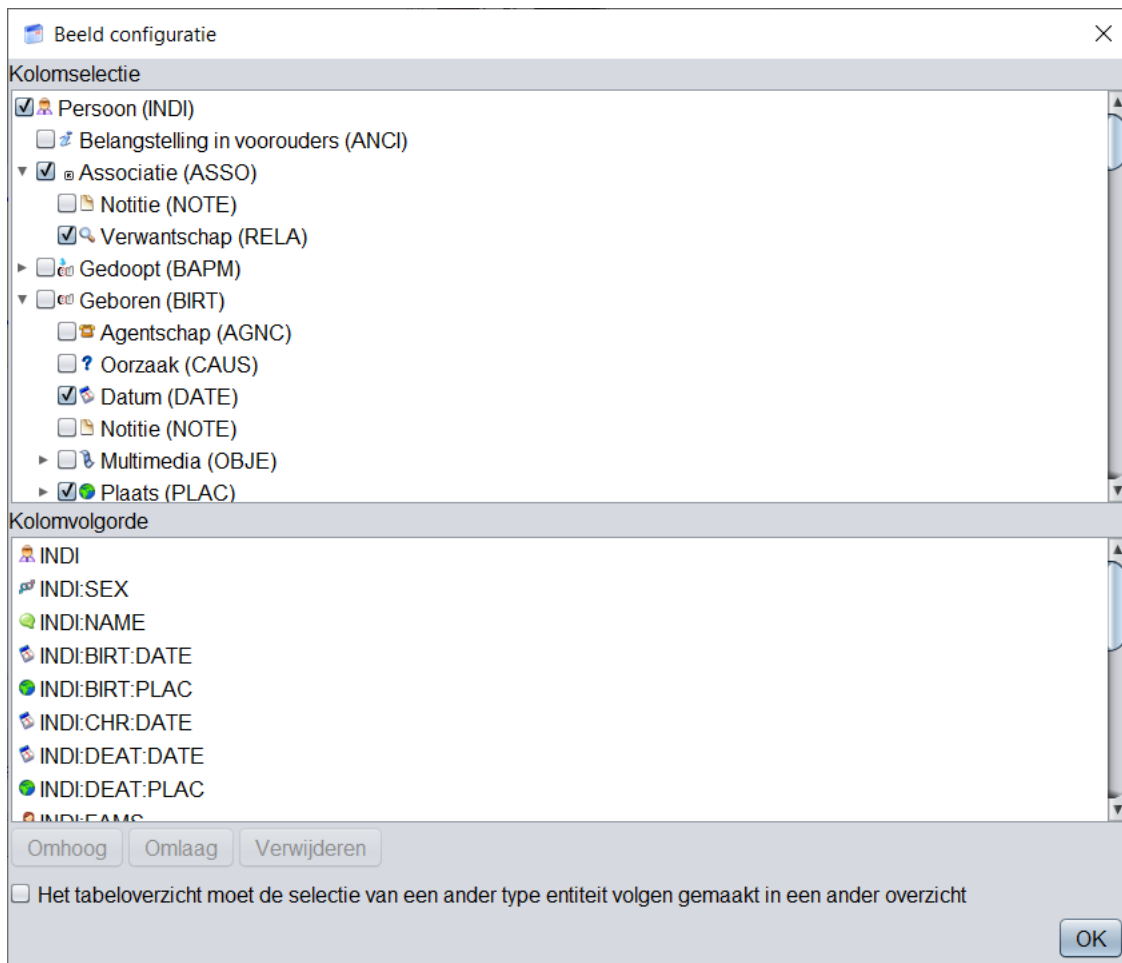 Beeld configuratie
Kolomselectie
Persoon (INDI)
Belangstelling in voorouders (ANCI)
Associatie (ASSO)
Notitie (NOTE)
Verwantschap (RELA)
Gedoopt (BAPM)
Geboren (BIRT)
Agentschap (AGNC)
Oorzaak (CAUS)
Datum (DATE)
Notitie (NOTE)
Multimedia (OBJE)
Plaats (PLAC)
Kolomvolgorde
INDI
INDI:SEX
INDI:NAME
INDI:BIRT:DATE
INDI:BIRT:PLAC
INDI:CHR:DATE
INDI:DEAT:DATE
INDI:DEAT:PLAC
INDI:FAMS
Omhoog Omlaag Verwijderen
Het tabeloverzicht moet de selectie van een ander type entiteit volgen gemaakt in een ander overzicht
OK